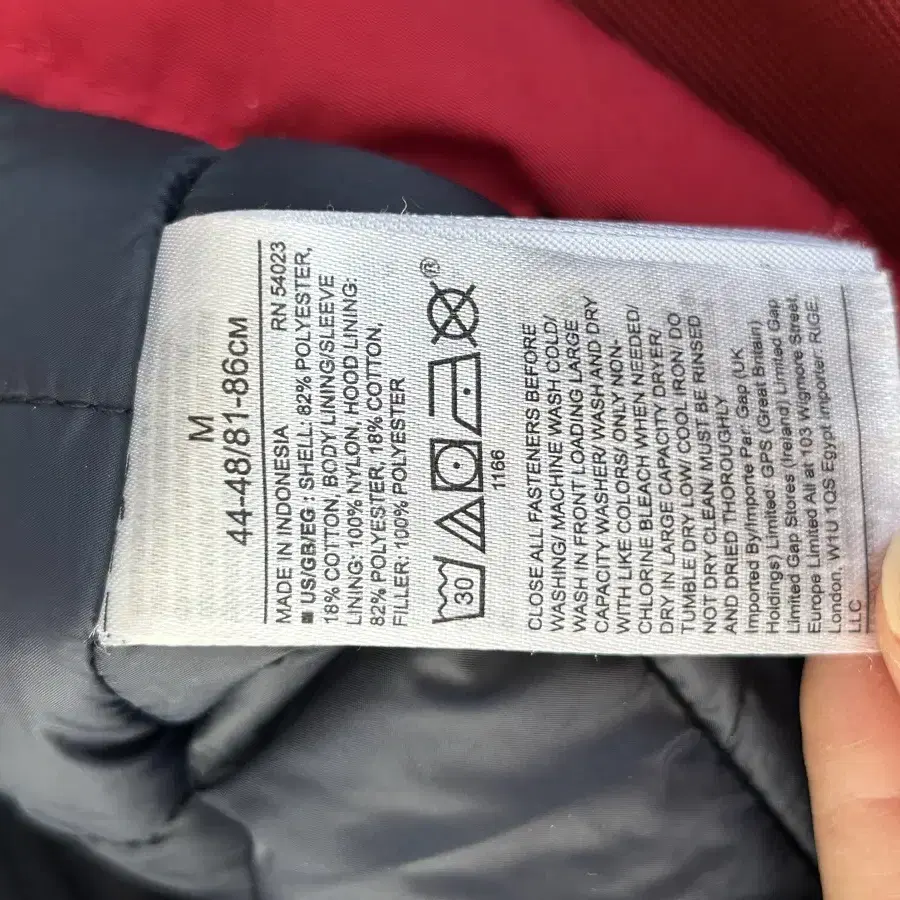 M
44-48/81-86CM
MADE IN INDONESIA RN 54023
■ US/GB/EG : SHELL: 82% POLYESTER,
18% COTTON, BODY LINING/SLEEVE
LINING: 100% NYLON, HOOD LINING:
82% POLYESTER, 18% COTTON,
FILLER: 100% POLYESTER
30 ®
1166
CLOSE ALL FASTENERS BEFORE
WASHING/ MACHINE WASH COLD/
WASH IN FRONT LOADING LARGE
CAPACITY WASHER/ WASH AND DRY
WITH LIKE COLORS/ ONLY NON-
CHLORINE BLEACH WHEN NEEDED/
DRY IN LARGE CAPACITY DRYER/
TUMBLE DRY LOW/ COOL IRON/ DO
NOT DRY CLEAN/ MUST BE RINSED
AND DRIED THOROUGHLY
Imported By/Importe Par: Gap (UK
Holdings) Limited. GPS (Great Britain)
Limited Gap Stores (Ireland) Limited Gap
Europe Limited All at 103 Wigmore Street,
London, W1U 1QS Egypt importer: RIGE
LLC